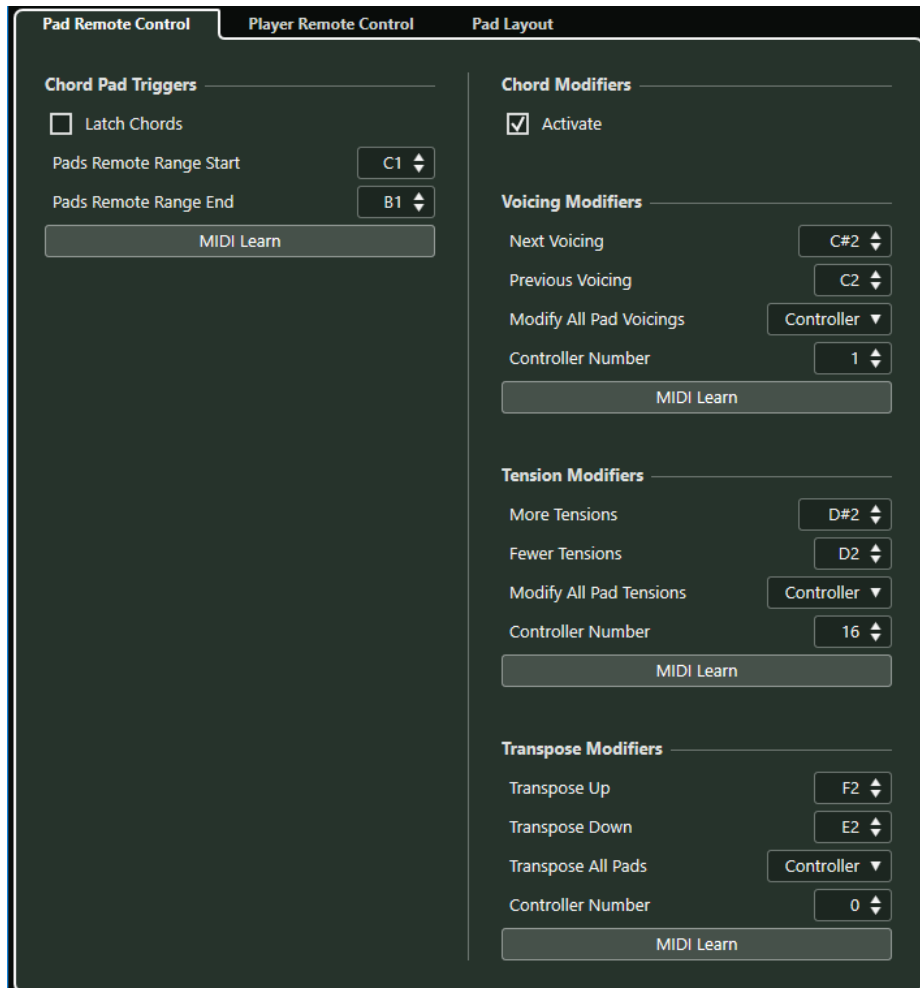 Pad Remote Control
Player Remote Control
Pad Layout
Chord Pad Triggers
Latch Chords
Pads Remote Range Start C1
Pads Remote Range End B1
MIDI Learn
Chord Modifiers
Activate
Voicing Modifiers
Next Voicing C#2
Previous Voicing C2
Modify All Pad Voicings Controller
Controller Number 1
MIDI Learn
Tension Modifiers
More Tensions D#2
Fewer Tensions D2
Modify All Pad Tensions Controller
Controller Number 16
MIDI Learn
Transpose Modifiers
Transpose Up F2
Transpose Down E2
Transpose All Pads Controller
Controller Number 0
MIDI Learn